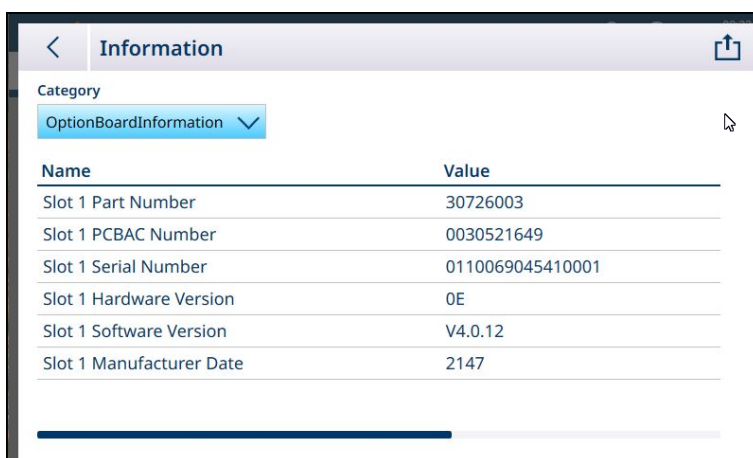 Information
Category
OptionBoardInformation
Name Value
Slot 1 Part Number 30726003
Slot 1 PCBAC Number 0030521649
Slot 1 Serial Number 0110069045410001
Slot 1 Hardware Version 0E
Slot 1 Software Version V4.0.12
Slot 1 Manufacturer Date 2147